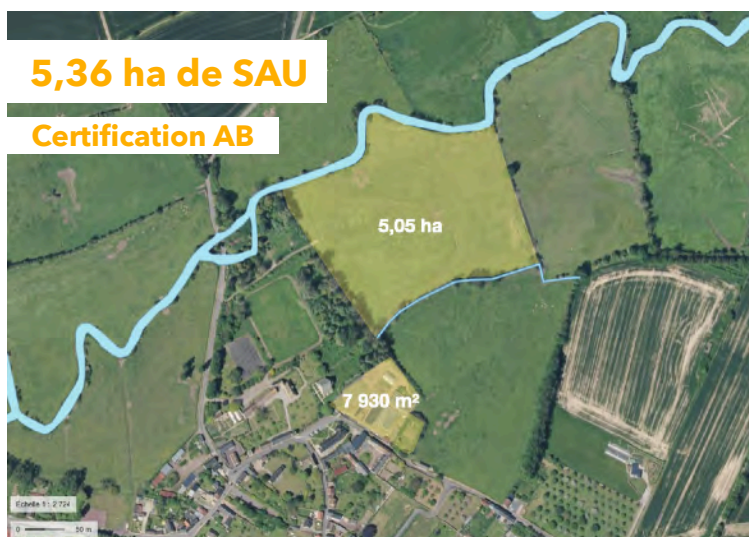 5,36 ha de SAU
Certification AB
5,05 ha
7 930 m²
Echelle 1 : 2 724
0 50 m